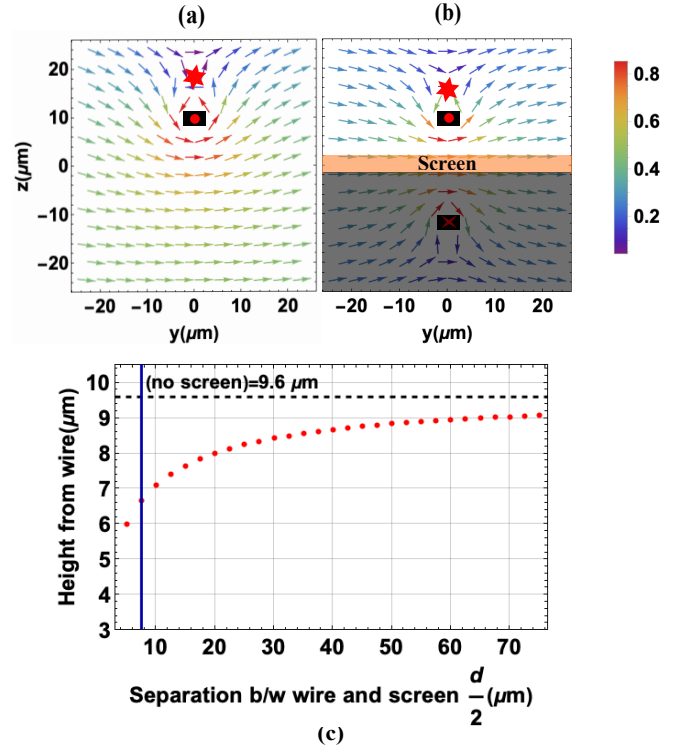 (a)
(b)
20
10
0
−10
−20
z(μm)
−20 −10 0 10 20
y(μm)
Screen
−20 −10 0 10 20
y(μm)
0.8
0.6
0.4
0.2
(no screen)=9.6 μm
10
9
8
7
6
5
4
3
Height from wire(μm)
10 20 30 40 50 60 70
Separation b/w wire and screen d/2 (μm)
(c)